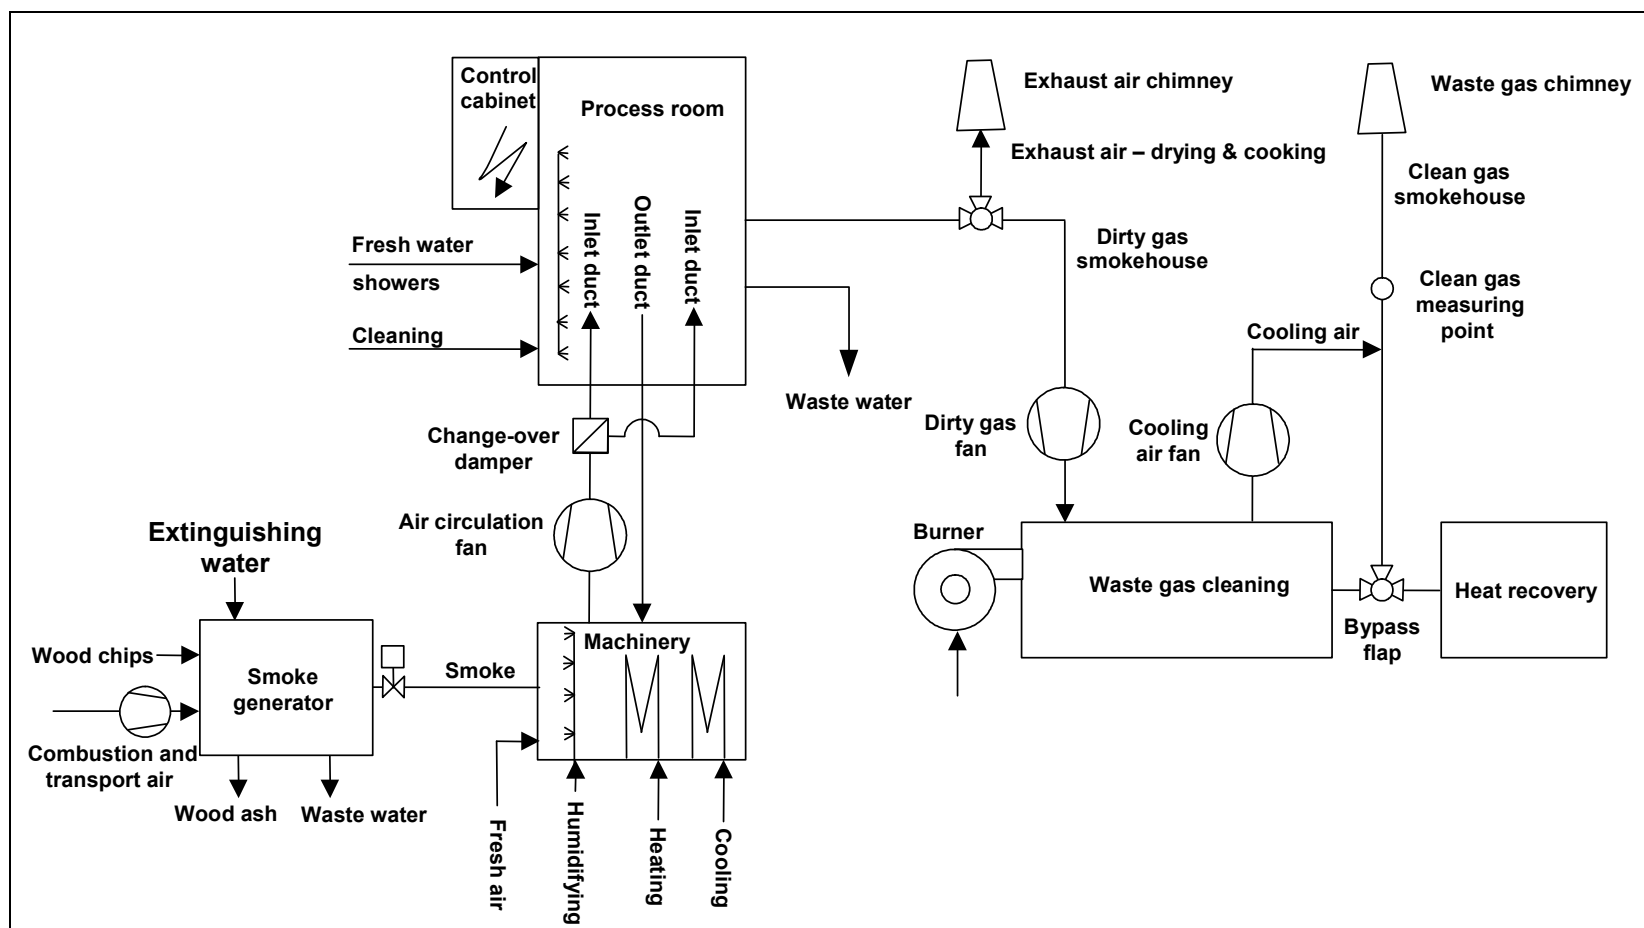 Control
cabinet
Process room
Exhaust air chimney
Waste gas chimney
Exhaust air – drying & cooking
Clean gas
smokehouse
Inlet duct
Outlet duct
Inlet duct
Fresh water
showers
Dirty gas
smokehouse
Clean gas
measuring
point
Cleaning
Cooling air
Waste water
Change-over
damper
Dirty gas
fan
Cooling
air fan
Air circulation
fan
Extinguishing
water
Burner
Waste gas cleaning
Heat recovery
Bypass
flap
Machinery
Wood chips
Smoke
generator
Smoke
Combustion and
transport air
Wood ash
Waste water
Fresh air
Humidifying
Heating
Cooling